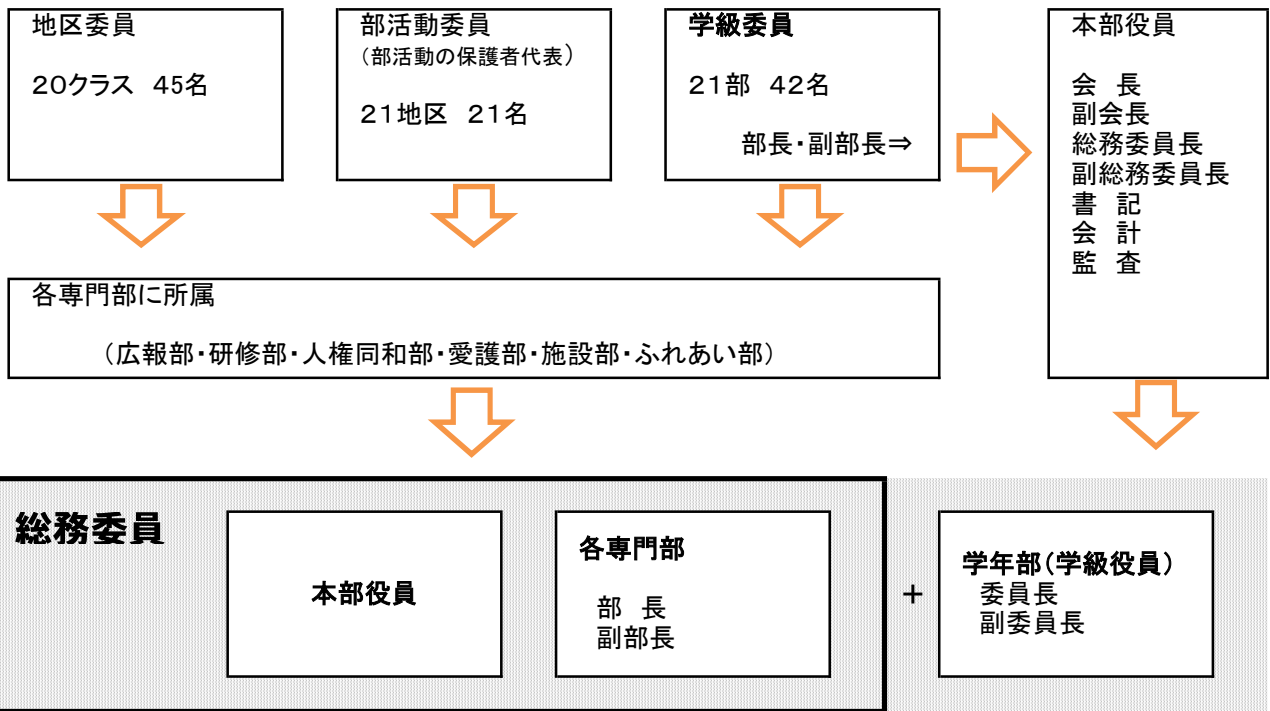 地区委員
20クラス 45名
部活動委員
(部活動の保護者代表)
21地区 21名
学級委員
21部 42名
部長・副部長⇒
本部役員
会 長
副会長
総務委員長
副総務委員長
書 記
会 計
監 査
各専門部に所属
(広報部・研修部・人権同和部・愛護部・施設部・ふれあい部)
総務委員
本部役員
各専門部
部 長
副部長
+
学年部(学級役員)
委員長
副委員長